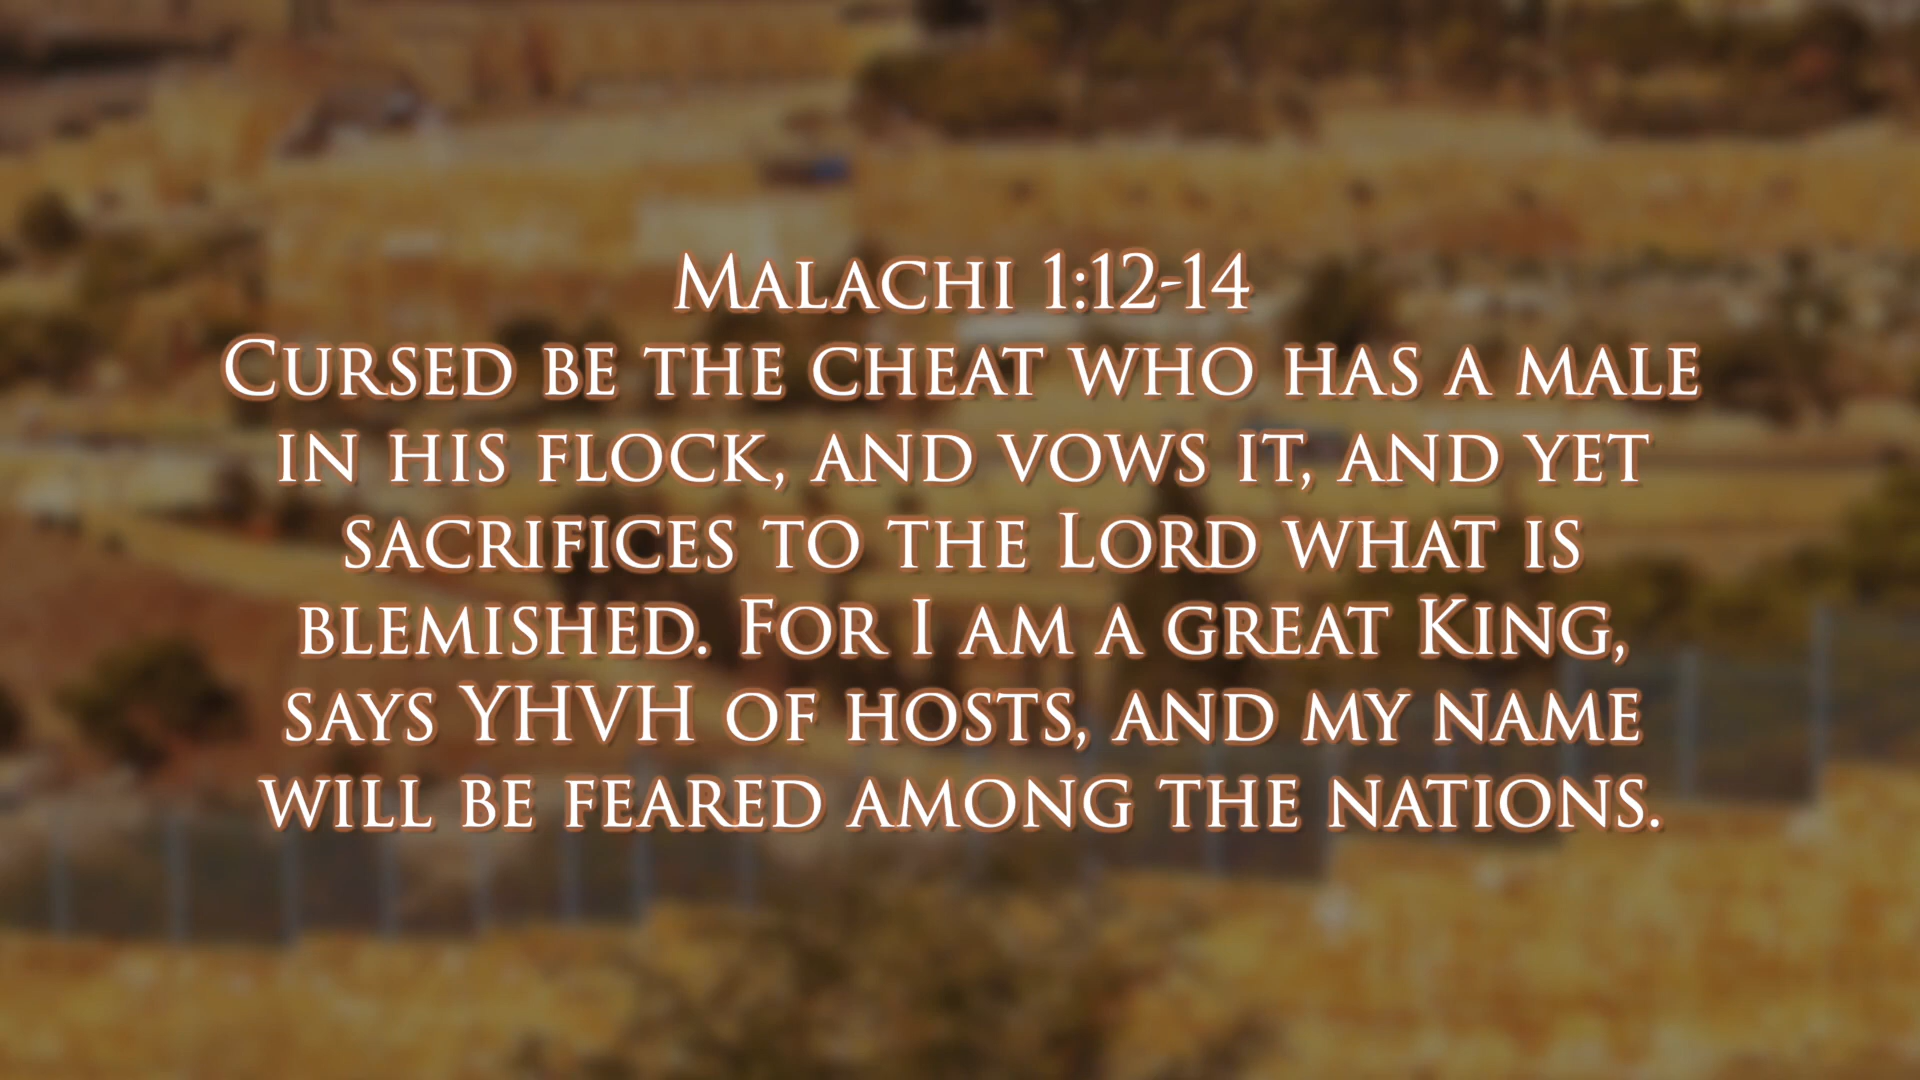 Malachi 1:12-14
Cursed be the cheat who has a male
in his flock, and vows it, and yet
sacrifices to the Lord what is
blemished. For I am a great King,
says YHVH of hosts, and my name
will be feared among the nations.